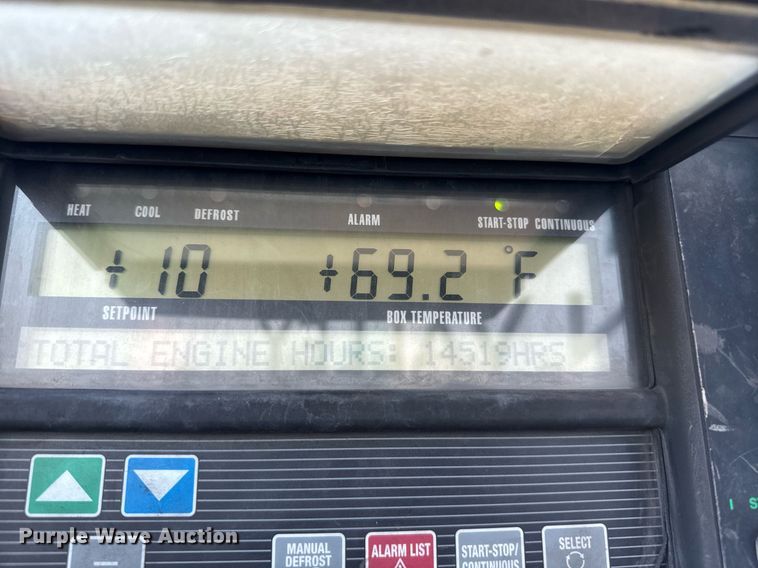 HEAT COOL DEFROST ALARM START-STOP CONTINUOUS
+10 +69.2 °F
SETPOINT BOX TEMPERATURE
TOTAL ENGINE HOURS: 14519HRS
Purple Wave Auction
MANUAL DEFROST
ALARM LIST
START-STOP/
CONTINUOUS
SELECT